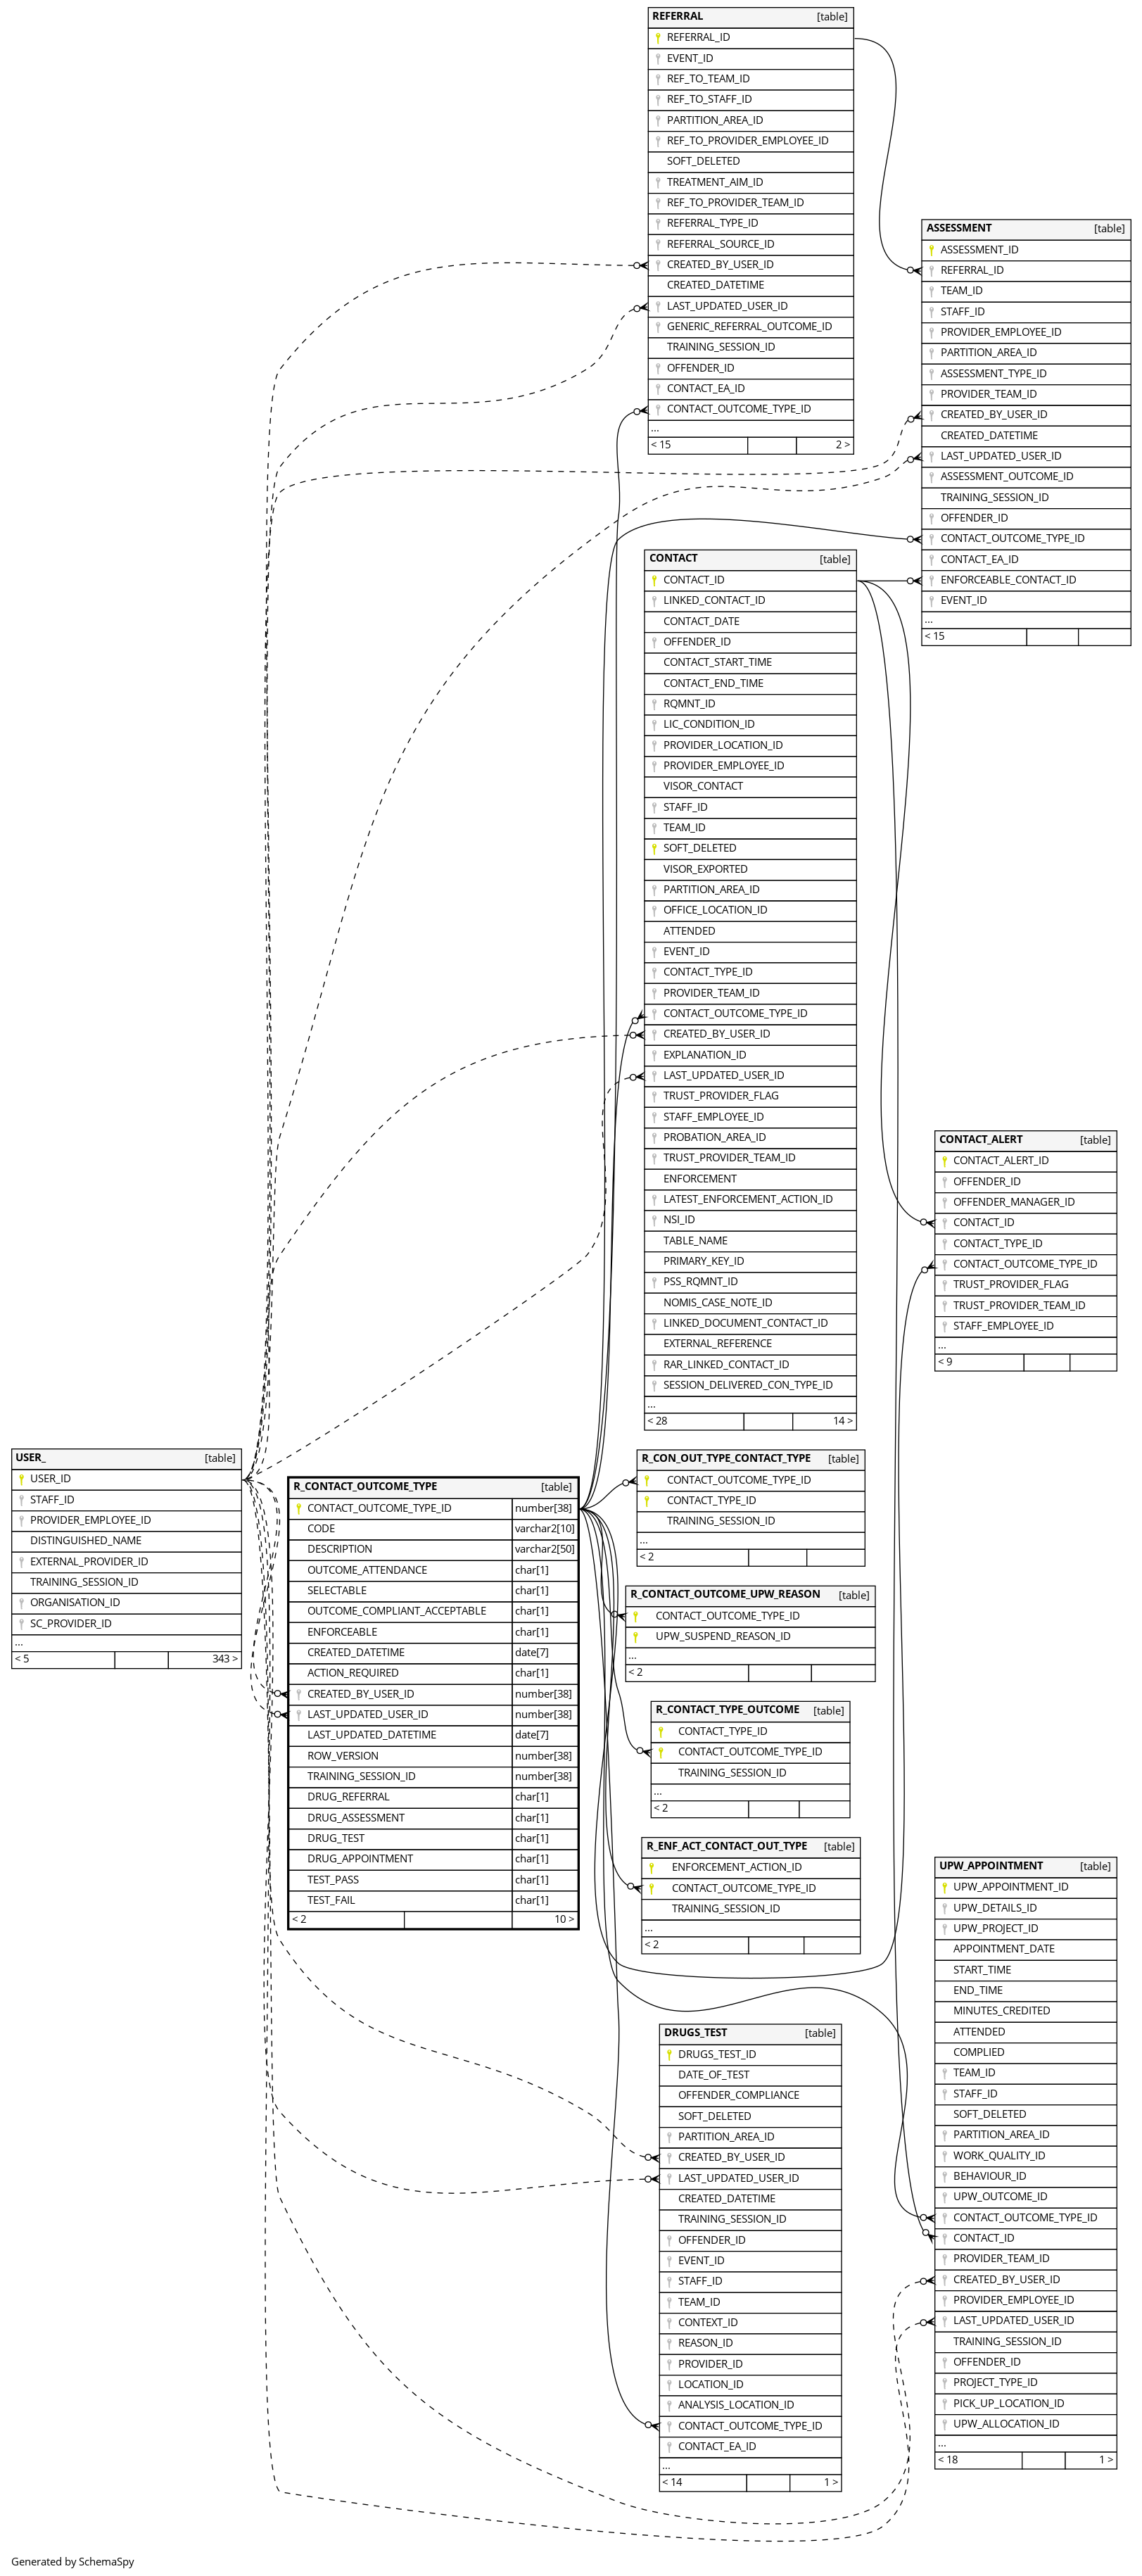 REFERRAL [table]
REFERRAL_ID
EVENT_ID
REF_TO_TEAM_ID
REF_TO_STAFF_ID
PARTITION_AREA_ID
REF_TO_PROVIDER_EMPLOYEE_ID
SOFT_DELETED
TREATMENT_AIM_ID
REF_TO_PROVIDER_TEAM_ID
REFERRAL_TYPE_ID
REFERRAL_SOURCE_ID
CREATED_BY_USER_ID
CREATED_DATETIME
LAST_UPDATED_USER_ID
GENERIC_REFERRAL_OUTCOME_ID
TRAINING_SESSION_ID
OFFENDER_ID
CONTACT_EA_ID
CONTACT_OUTCOME_TYPE_ID
...
< 15 2 >
ASSESSMENT [table]
ASSESSMENT_ID
REFERRAL_ID
TEAM_ID
STAFF_ID
PROVIDER_EMPLOYEE_ID
PARTITION_AREA_ID
ASSESSMENT_TYPE_ID
PROVIDER_TEAM_ID
CREATED_BY_USER_ID
CREATED_DATETIME
LAST_UPDATED_USER_ID
ASSESSMENT_OUTCOME_ID
TRAINING_SESSION_ID
OFFENDER_ID
CONTACT_OUTCOME_TYPE_ID
CONTACT_EA_ID
ENFORCEABLE_CONTACT_ID
EVENT_ID
...
< 15
CONTACT [table]
CONTACT_ID
LINKED_CONTACT_ID
CONTACT_DATE
OFFENDER_ID
CONTACT_START_TIME
CONTACT_END_TIME
RQMNT_ID
LIC_CONDITION_ID
PROVIDER_LOCATION_ID
PROVIDER_EMPLOYEE_ID
VISOR_CONTACT
STAFF_ID
TEAM_ID
SOFT_DELETED
VISOR_EXPORTED
PARTITION_AREA_ID
OFFICE_LOCATION_ID
ATTENDED
EVENT_ID
CONTACT_TYPE_ID
PROVIDER_TEAM_ID
CONTACT_OUTCOME_TYPE_ID
CREATED_BY_USER_ID
EXPLANATION_ID
LAST_UPDATED_USER_ID
TRUST_PROVIDER_FLAG
STAFF_EMPLOYEE_ID
PROBATION_AREA_ID
TRUST_PROVIDER_TEAM_ID
ENFORCEMENT
LATEST_ENFORCEMENT_ACTION_ID
NSI_ID
TABLE_NAME
PRIMARY_KEY_ID
PSS_RQMNT_ID
NOMIS_CASE_NOTE_ID
LINKED_DOCUMENT_CONTACT_ID
EXTERNAL_REFERENCE
RAR_LINKED_CONTACT_ID
SESSION_DELIVERED_CON_TYPE_ID
...
< 28 14 >
CONTACT_ALERT [table]
CONTACT_ALERT_ID
OFFENDER_ID
OFFENDER_MANAGER_ID
CONTACT_ID
CONTACT_TYPE_ID
CONTACT_OUTCOME_TYPE_ID
TRUST_PROVIDER_FLAG
TRUST_PROVIDER_TEAM_ID
STAFF_EMPLOYEE_ID
...
< 9
USER_ [table]
USER_ID
STAFF_ID
PROVIDER_EMPLOYEE_ID
DISTINGUISHED_NAME
EXTERNAL_PROVIDER_ID
TRAINING_SESSION_ID
ORGANISATION_ID
SC_PROVIDER_ID
...
< 5 343 >
R_CONTACT_OUTCOME_TYPE [table]
CONTACT_OUTCOME_TYPE_ID number[38]
CODE varchar2[10]
DESCRIPTION varchar2[50]
OUTCOME_ATTENDANCE char[1]
SELECTABLE char[1]
OUTCOME_COMPLIANT_ACCEPTABLE char[1]
ENFORCEABLE char[1]
CREATED_DATETIME date[7]
ACTION_REQUIRED char[1]
CREATED_BY_USER_ID number[38]
LAST_UPDATED_USER_ID number[38]
LAST_UPDATED_DATETIME date[7]
ROW_VERSION number[38]
TRAINING_SESSION_ID number[38]
DRUG_REFERRAL char[1]
DRUG_ASSESSMENT char[1]
DRUG_TEST char[1]
DRUG_APPOINTMENT char[1]
TEST_PASS char[1]
TEST_FAIL char[1]
< 2 10 >
R_CON_OUT_TYPE_CONTACT_TYPE [table]
CONTACT_OUTCOME_TYPE_ID
CONTACT_TYPE_ID
TRAINING_SESSION_ID
...
< 2
R_CONTACT_OUTCOME_UPW_REASON [table]
CONTACT_OUTCOME_TYPE_ID
UPW_SUSPEND_REASON_ID
...
< 2
R_CONTACT_TYPE_OUTCOME [table]
CONTACT_TYPE_ID
CONTACT_OUTCOME_TYPE_ID
TRAINING_SESSION_ID
...
< 2
R_ENF_ACT_CONTACT_OUT_TYPE [table]
ENFORCEMENT_ACTION_ID
CONTACT_OUTCOME_TYPE_ID
TRAINING_SESSION_ID
...
< 2
UPW_APPOINTMENT [table]
UPW_APPOINTMENT_ID
UPW_DETAILS_ID
UPW_PROJECT_ID
APPOINTMENT_DATE
START_TIME
END_TIME
MINUTES_CREDITED
ATTENDED
COMPLIED
TEAM_ID
STAFF_ID
SOFT_DELETED
PARTITION_AREA_ID
WORK_QUALITY_ID
BEHAVIOUR_ID
UPW_OUTCOME_ID
CONTACT_OUTCOME_TYPE_ID
CONTACT_ID
PROVIDER_TEAM_ID
CREATED_BY_USER_ID
PROVIDER_EMPLOYEE_ID
LAST_UPDATED_USER_ID
TRAINING_SESSION_ID
OFFENDER_ID
PROJECT_TYPE_ID
PICK_UP_LOCATION_ID
UPW_ALLOCATION_ID
...
< 18 1 >
DRUGS_TEST [table]
DRUGS_TEST_ID
DATE_OF_TEST
OFFENDER_COMPLIANCE
SOFT_DELETED
PARTITION_AREA_ID
CREATED_BY_USER_ID
LAST_UPDATED_USER_ID
CREATED_DATETIME
TRAINING_SESSION_ID
OFFENDER_ID
EVENT_ID
STAFF_ID
TEAM_ID
CONTEXT_ID
REASON_ID
PROVIDER_ID
LOCATION_ID
ANALYSIS_LOCATION_ID
CONTACT_OUTCOME_TYPE_ID
CONTACT_EA_ID
...
< 14 1 >
Generated by SchemaSpy